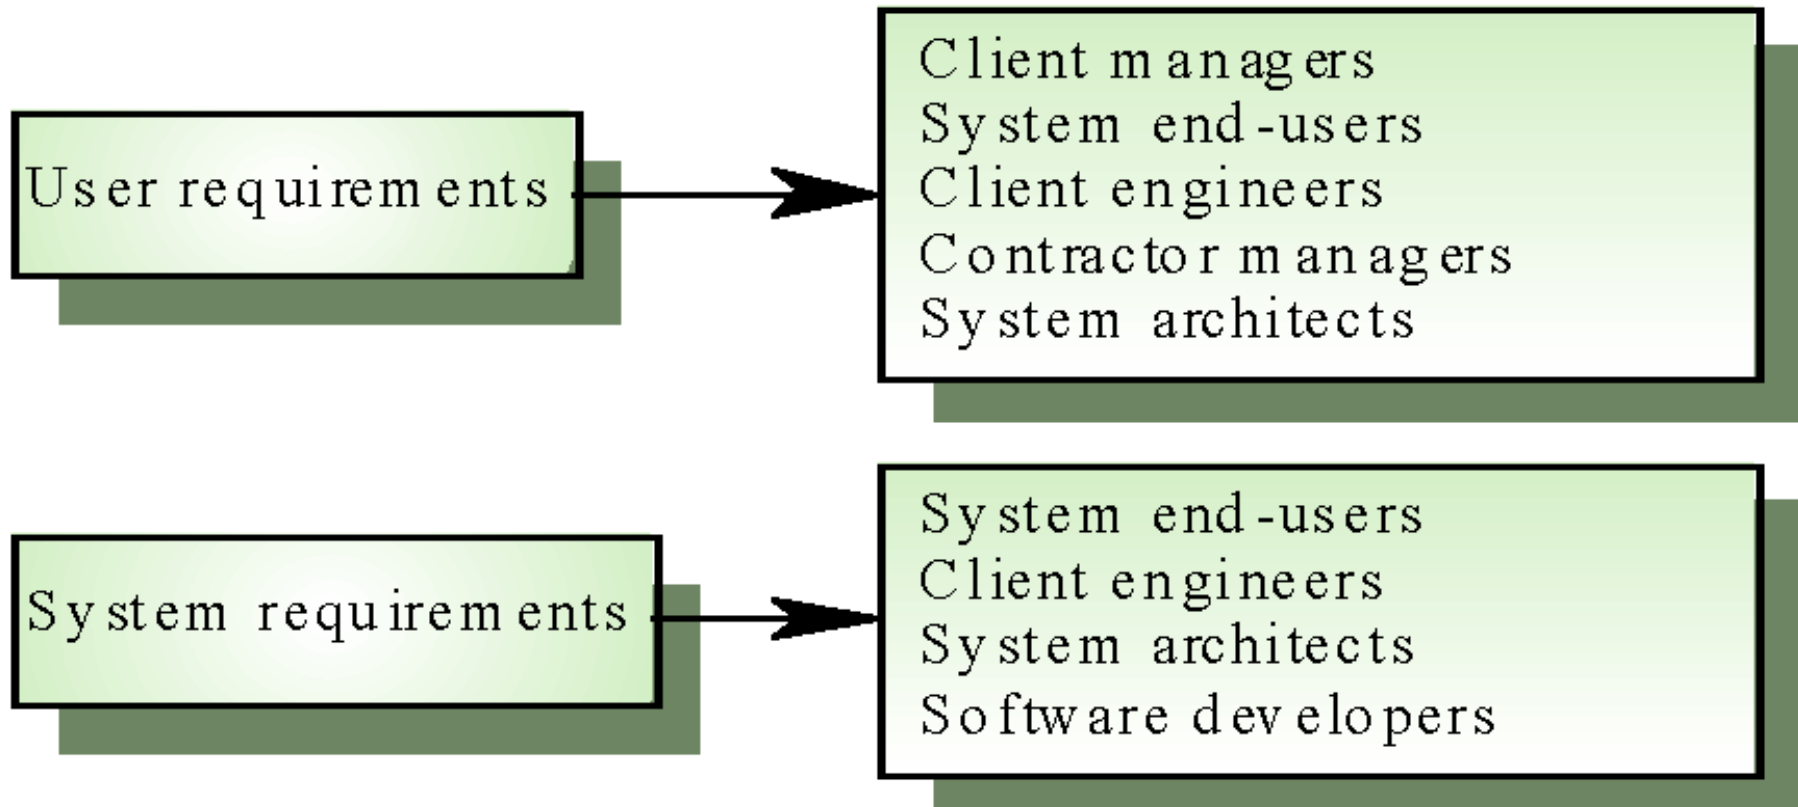 User requirements
Client managers
System end-users
Client engineers
Contractor managers
System architects
System requirements
System end-users
Client engineers
System architects
Software developers